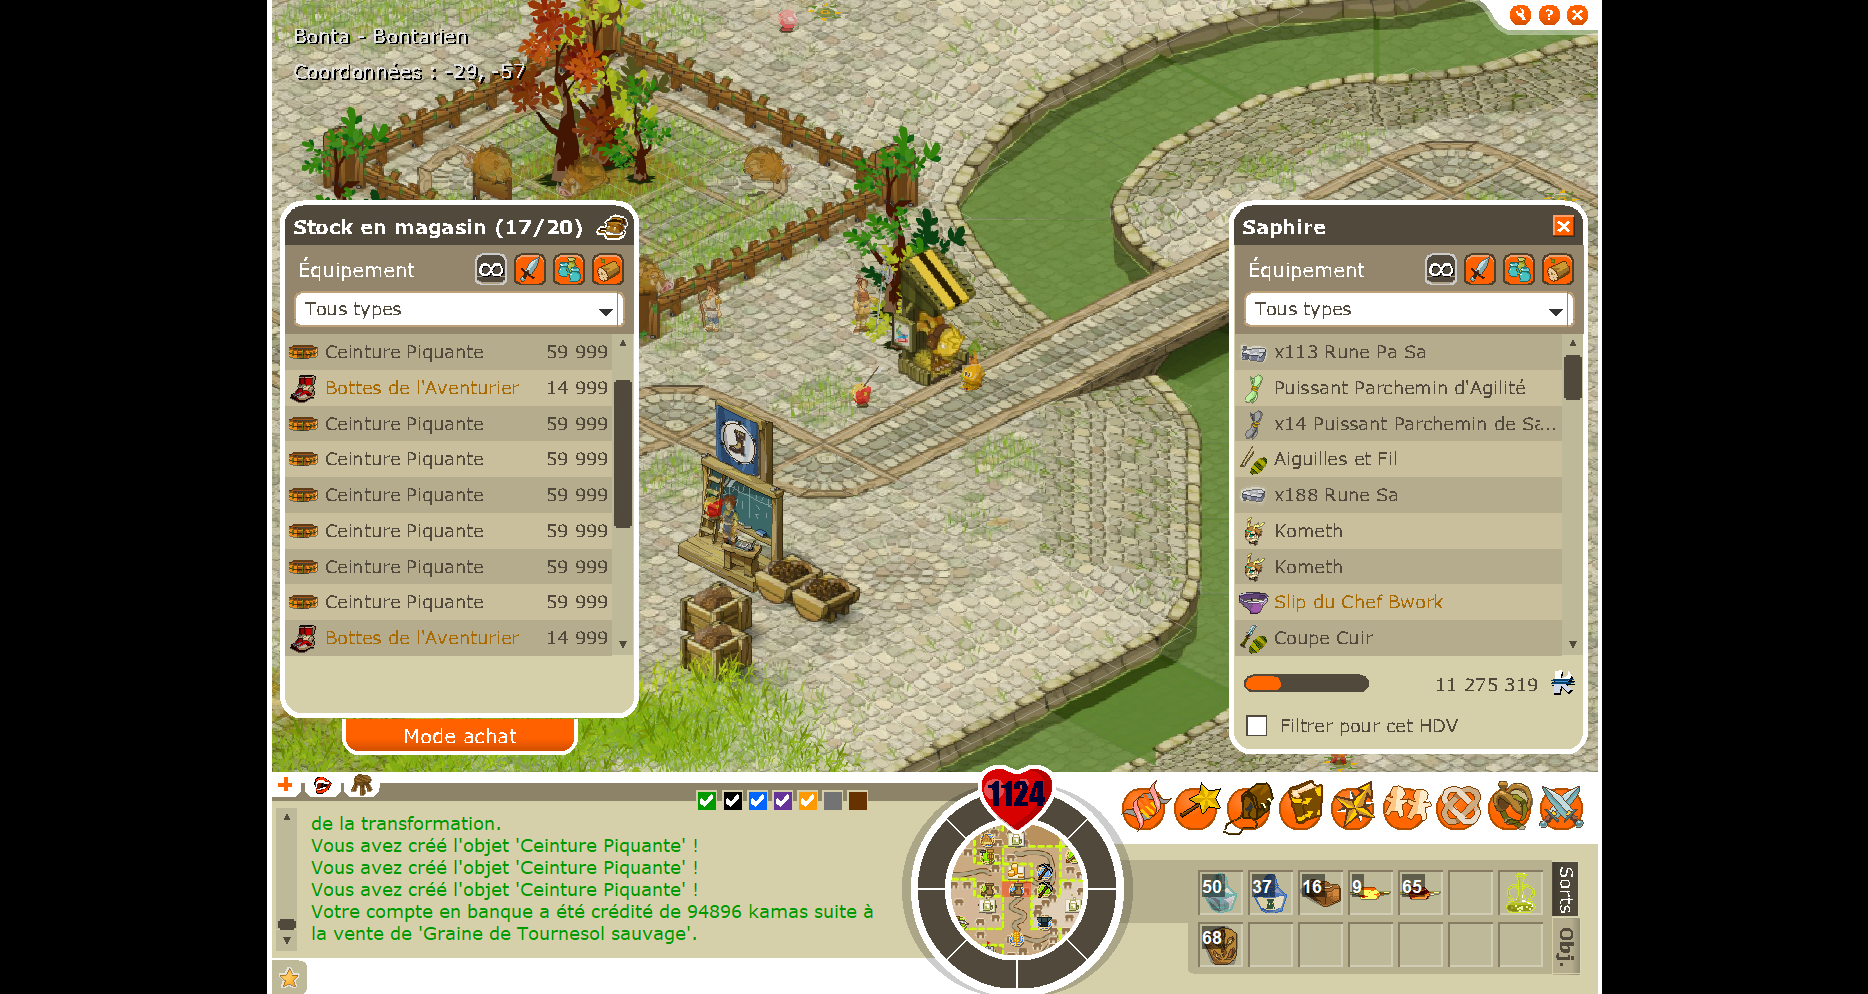 Bonta - Bontarien
Coordonnées : -29, -57
Stock en magasin (17/20)
Équipement
Tous types
Ceinture Piquante 59 999
Bottes de l'Aventurier 14 999
Ceinture Piquante 59 999
Ceinture Piquante 59 999
Ceinture Piquante 59 999
Ceinture Piquante 59 999
Ceinture Piquante 59 999
Ceinture Piquante 59 999
Bottes de l'Aventurier 14 999
Mode achat
Saphire
Équipement
Tous types
x113 Rune Pa Sa
Puissant Parchemin d'Agilité
x14 Puissant Parchemin de Sa...
Aiguilles et Fil
x188 Rune Sa
Kometh
Kometh
Slip du Chef Bwork
Coupe Cuir
11 275 319
Filtrer pour cet HDV
de la transformation.
Vous avez créé l'objet 'Ceinture Piquante' !
Vous avez créé l'objet 'Ceinture Piquante' !
Vous avez créé l'objet 'Ceinture Piquante' !
Votre compte en banque a été crédité de 94896 kamas suite à
la vente de 'Graine de Tournesol sauvage'.
1124
50 37 16 9 65
68
Sorts
Obj.